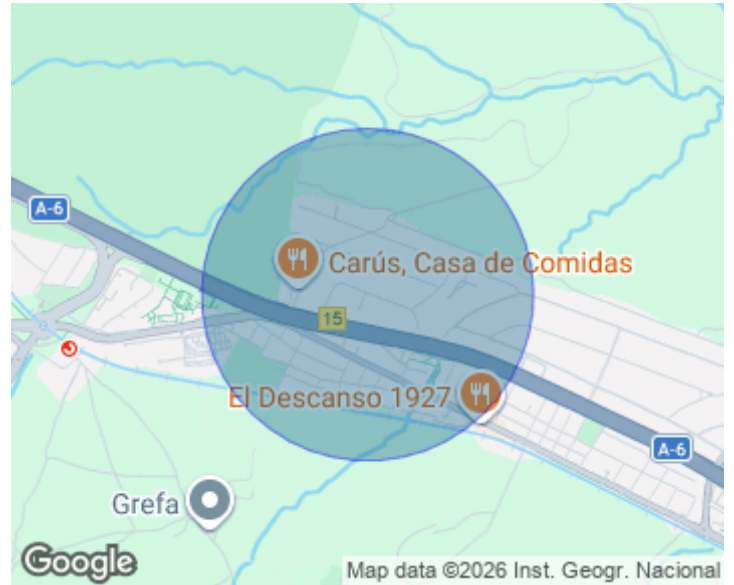 A-6
Carús, Casa de Comidas
15
El Descanso 1927
A-6
Grefa
Google
Map data ©2026 Inst. Geogr. Nacional